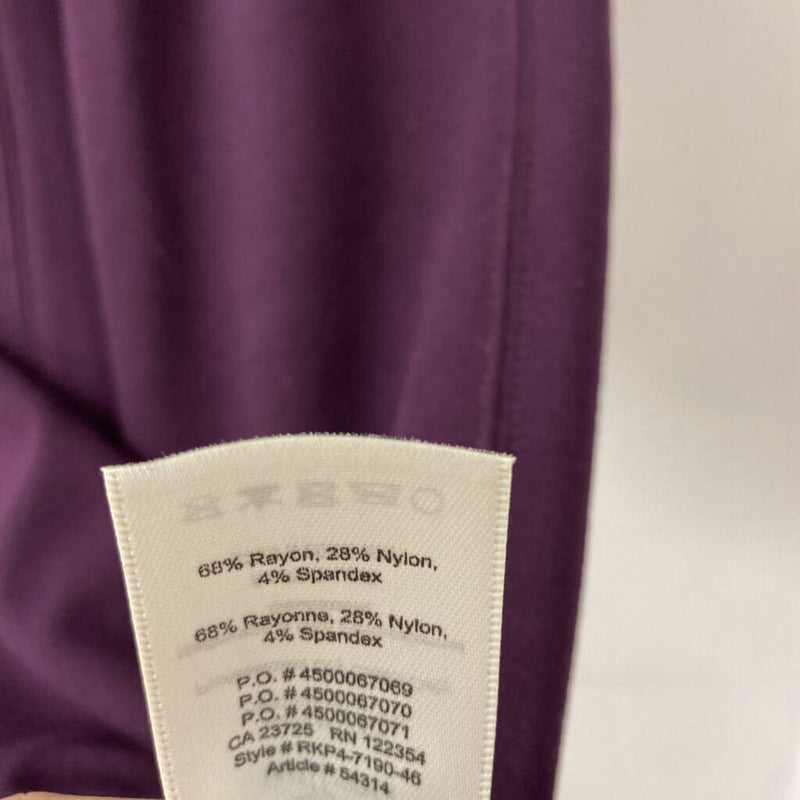 68% Rayon, 28% Nylon,
4% Spandex
68% Rayonne, 28% Nylon,
4% Spandex
P.O. # 4500067069
P.O. # 4500067070
P.O. # 4500067071
CA 23725 RN 122354
Style # RKP4-7190-46
Article # 54314